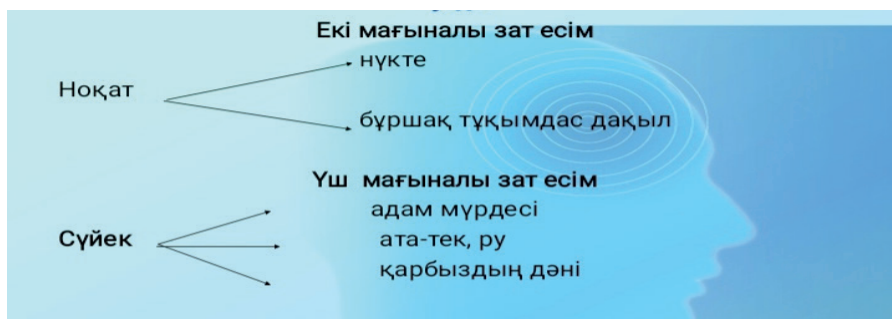 Екі мағыналы зат есім
нүкте
Ноқат
бұршақ тұқымдас дақыл
Үш мағыналы зат есім
адам мүрдесі
Сүйек
ата-тек, ру
қарбыздың дәні